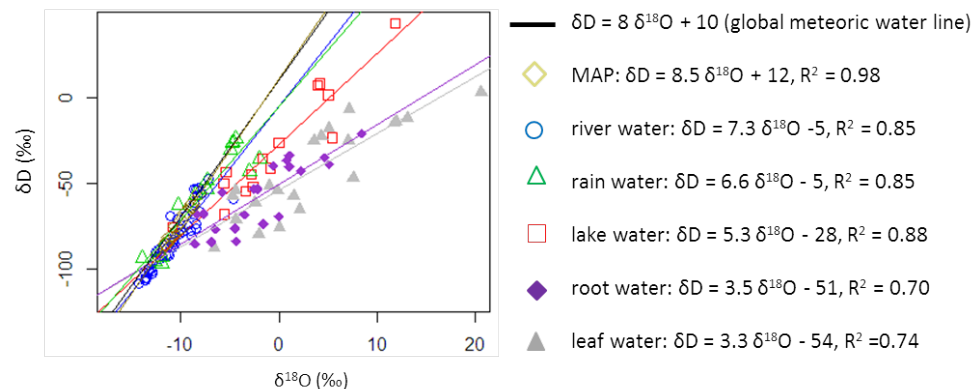 δD (‰)
0
-50
-100
-10
0
10
20
δ¹⁸O (‰)
δD = 8 δ¹⁸O + 10 (global meteoric water line)
MAP: δD = 8.5 δ¹⁸O + 12, R² = 0.98
river water: δD = 7.3 δ¹⁸O -5, R² = 0.85
rain water: δD = 6.6 δ¹⁸O - 5, R² = 0.85
lake water: δD = 5.3 δ¹⁸O - 28, R² = 0.88
root water: δD = 3.5 δ¹⁸O - 51, R² = 0.70
leaf water: δD = 3.3 δ¹⁸O - 54, R² =0.74